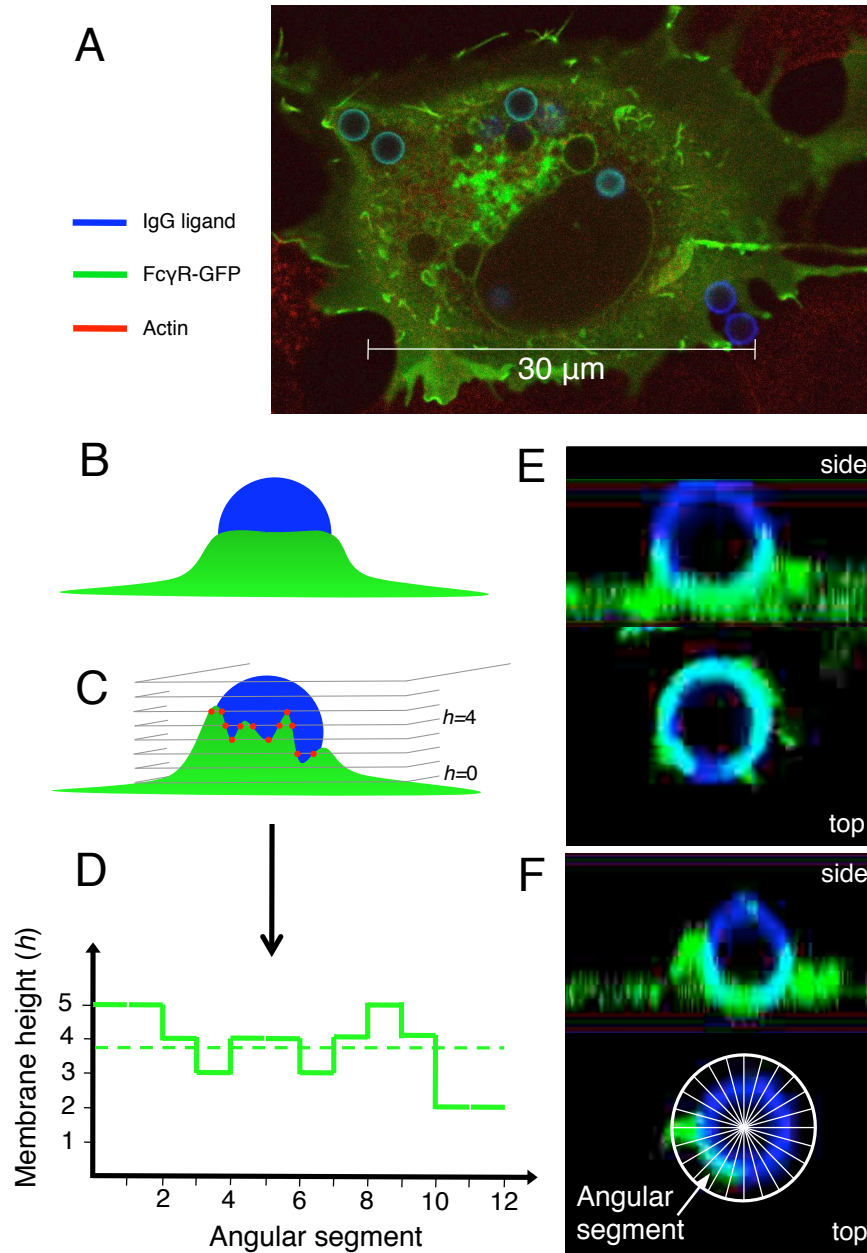 A
IgG ligand
FcγR-GFP
Actin
30 μm
B
C
h=4
h=0
D
Membrane height (h)
5
4
3
2
1
2 4 6 8 10 12
Angular segment
E
side
top
F
side
Angular
segment
top